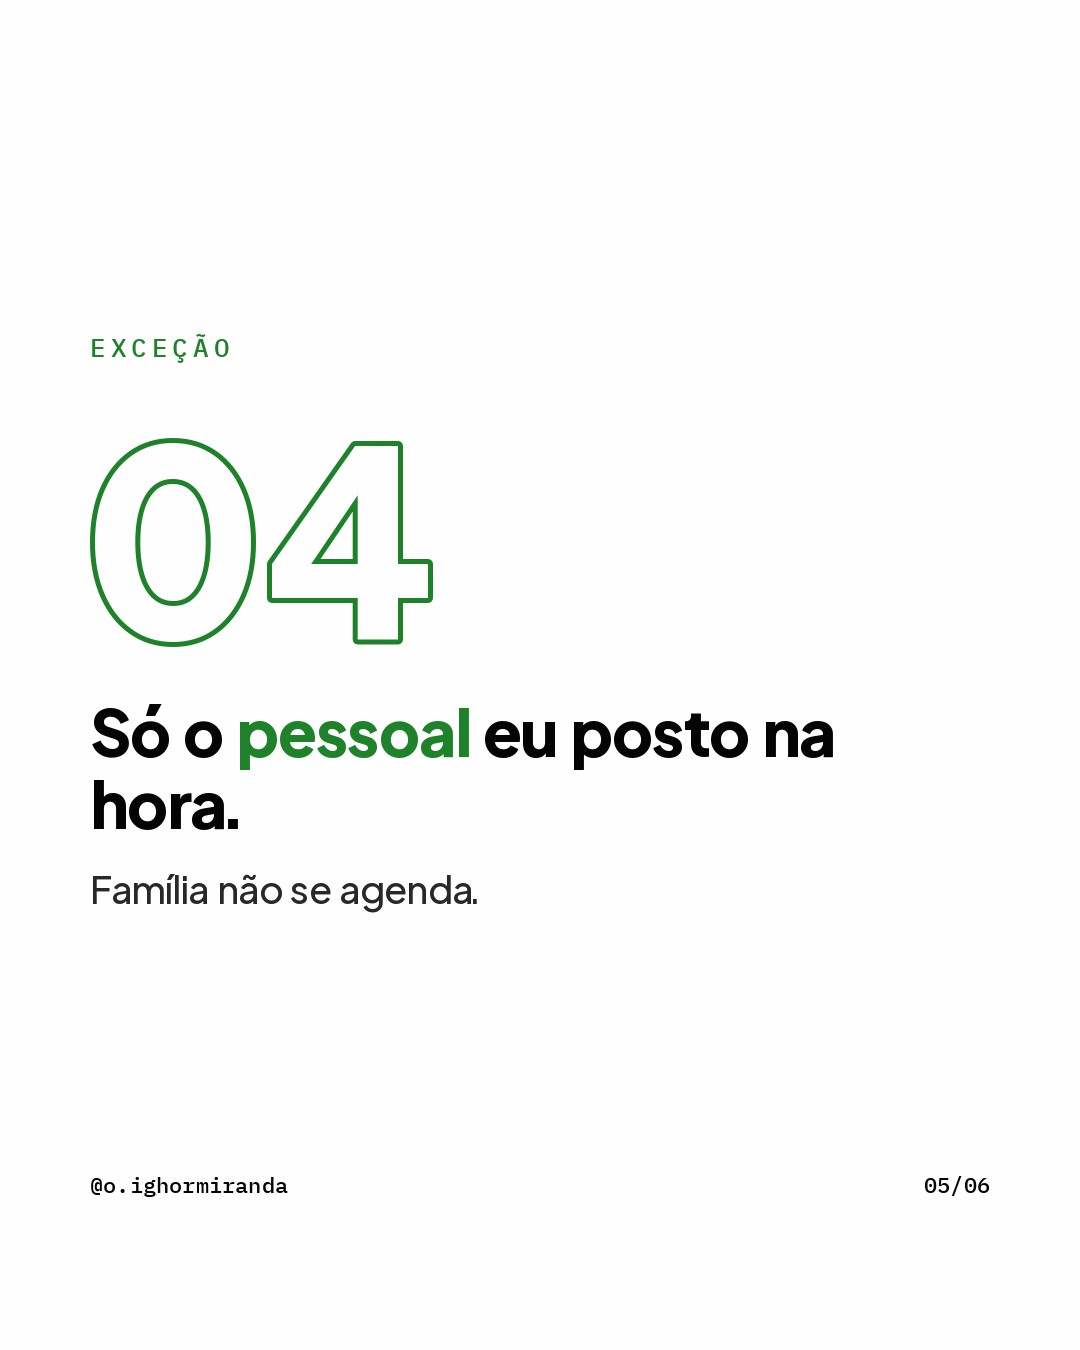 EXCEÇÃO
04
Só o pessoal eu posto na
hora.
Família não se agenda.
@o.ighormiranda
05/06